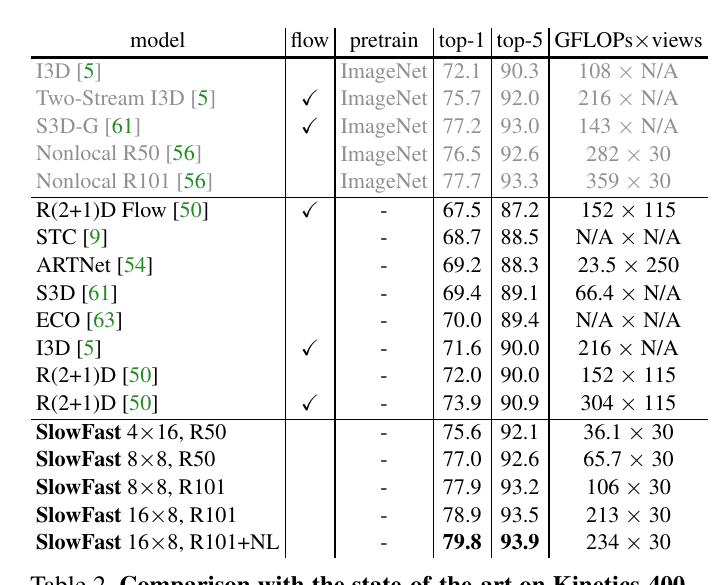 model flow pretrain top-1 top-5 GFLOPs×views
I3D [5] ImageNet 72.1 90.3 108 × N/A
Two-Stream I3D [5] ✓ ImageNet 75.7 92.0 216 × N/A
S3D-G [61] ✓ ImageNet 77.2 93.0 143 × N/A
Nonlocal R50 [56] ImageNet 76.5 92.6 282 × 30
Nonlocal R101 [56] ImageNet 77.7 93.3 359 × 30
R(2+1)D Flow [50] ✓ - 67.5 87.2 152 × 115
STC [9] - 68.7 88.5 N/A × N/A
ARTNet [54] - 69.2 88.3 23.5 × 250
S3D [61] - 69.4 89.1 66.4 × N/A
ECO [63] - 70.0 89.4 N/A × N/A
I3D [5] ✓ - 71.6 90.0 216 × N/A
R(2+1)D [50] - 72.0 90.0 152 × 115
R(2+1)D [50] ✓ - 73.9 90.9 304 × 115
SlowFast 4×16, R50 - 75.6 92.1 36.1 × 30
SlowFast 8×8, R50 - 77.0 92.6 65.7 × 30
SlowFast 8×8, R101 - 77.9 93.2 106 × 30
SlowFast 16×8, R101 - 78.9 93.5 213 × 30
SlowFast 16×8, R101+NL - 79.8 93.9 234 × 30
Table 2. Comparison with the state-of-the-art on Kinetics-400